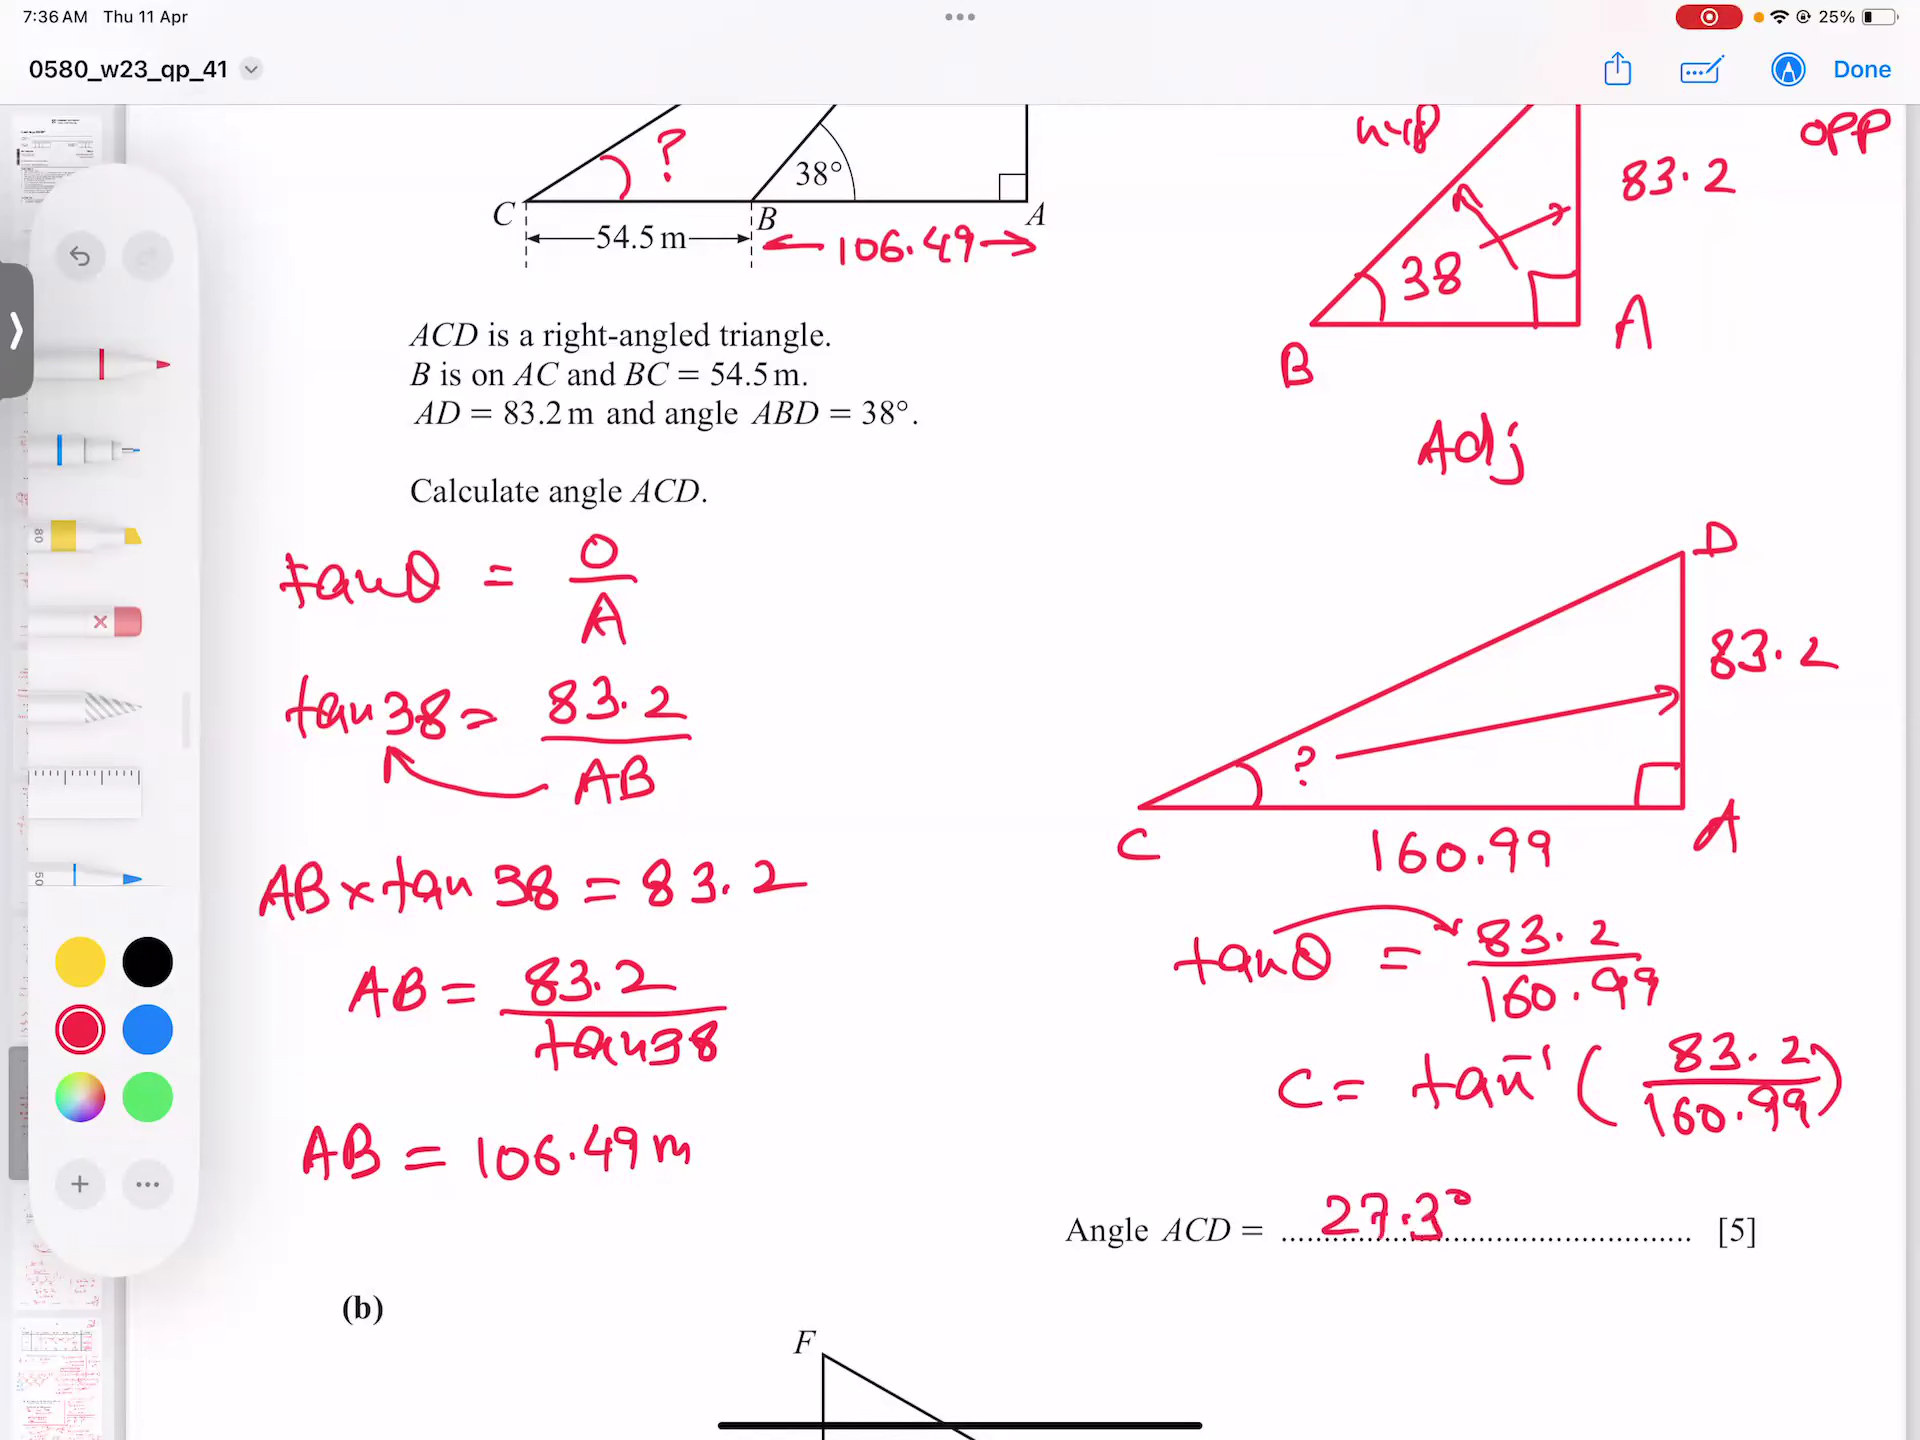 7:36 AM Thu 11 Apr
25%
0580_w23_qp_41
Done
?
38°
C
B
A
54.5 m
106.49
hyp
opp
83.2
38
B
A
Adj
ACD is a right-angled triangle.
B is on AC and BC = 54.5 m.
AD = 83.2 m and angle ABD = 38°.
Calculate angle ACD.
tanθ = O/A
tan 38 = 83.2/AB
AB × tan 38 = 83.2
AB = 83.2/tan38
AB = 106.49 m
D
83.2
?
C
160.99
A
tanθ = 83.2/160.99
C = tan⁻¹ (83.2/160.99)
Angle ACD = 27.3° [5]
(b)
F
80
50